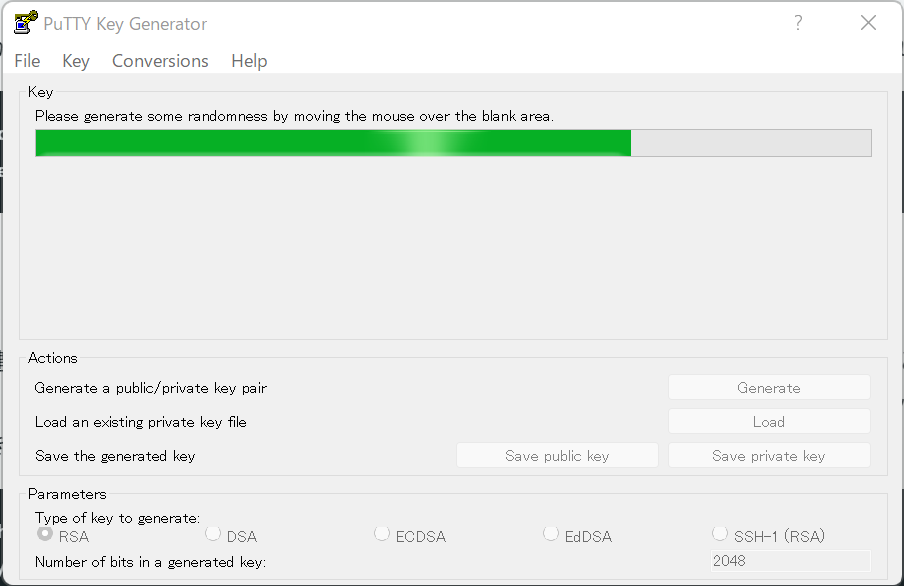 PuTTY Key Generator
?
File Key Conversions Help
Key
Please generate some randomness by moving the mouse over the blank area.
Actions
Generate a public/private key pair
Generate
Load an existing private key file
Load
Save the generated key
Save public key
Save private key
Parameters
Type of key to generate:
RSA DSA ECDSA EdDSA SSH-1 (RSA)
Number of bits in a generated key:
2048